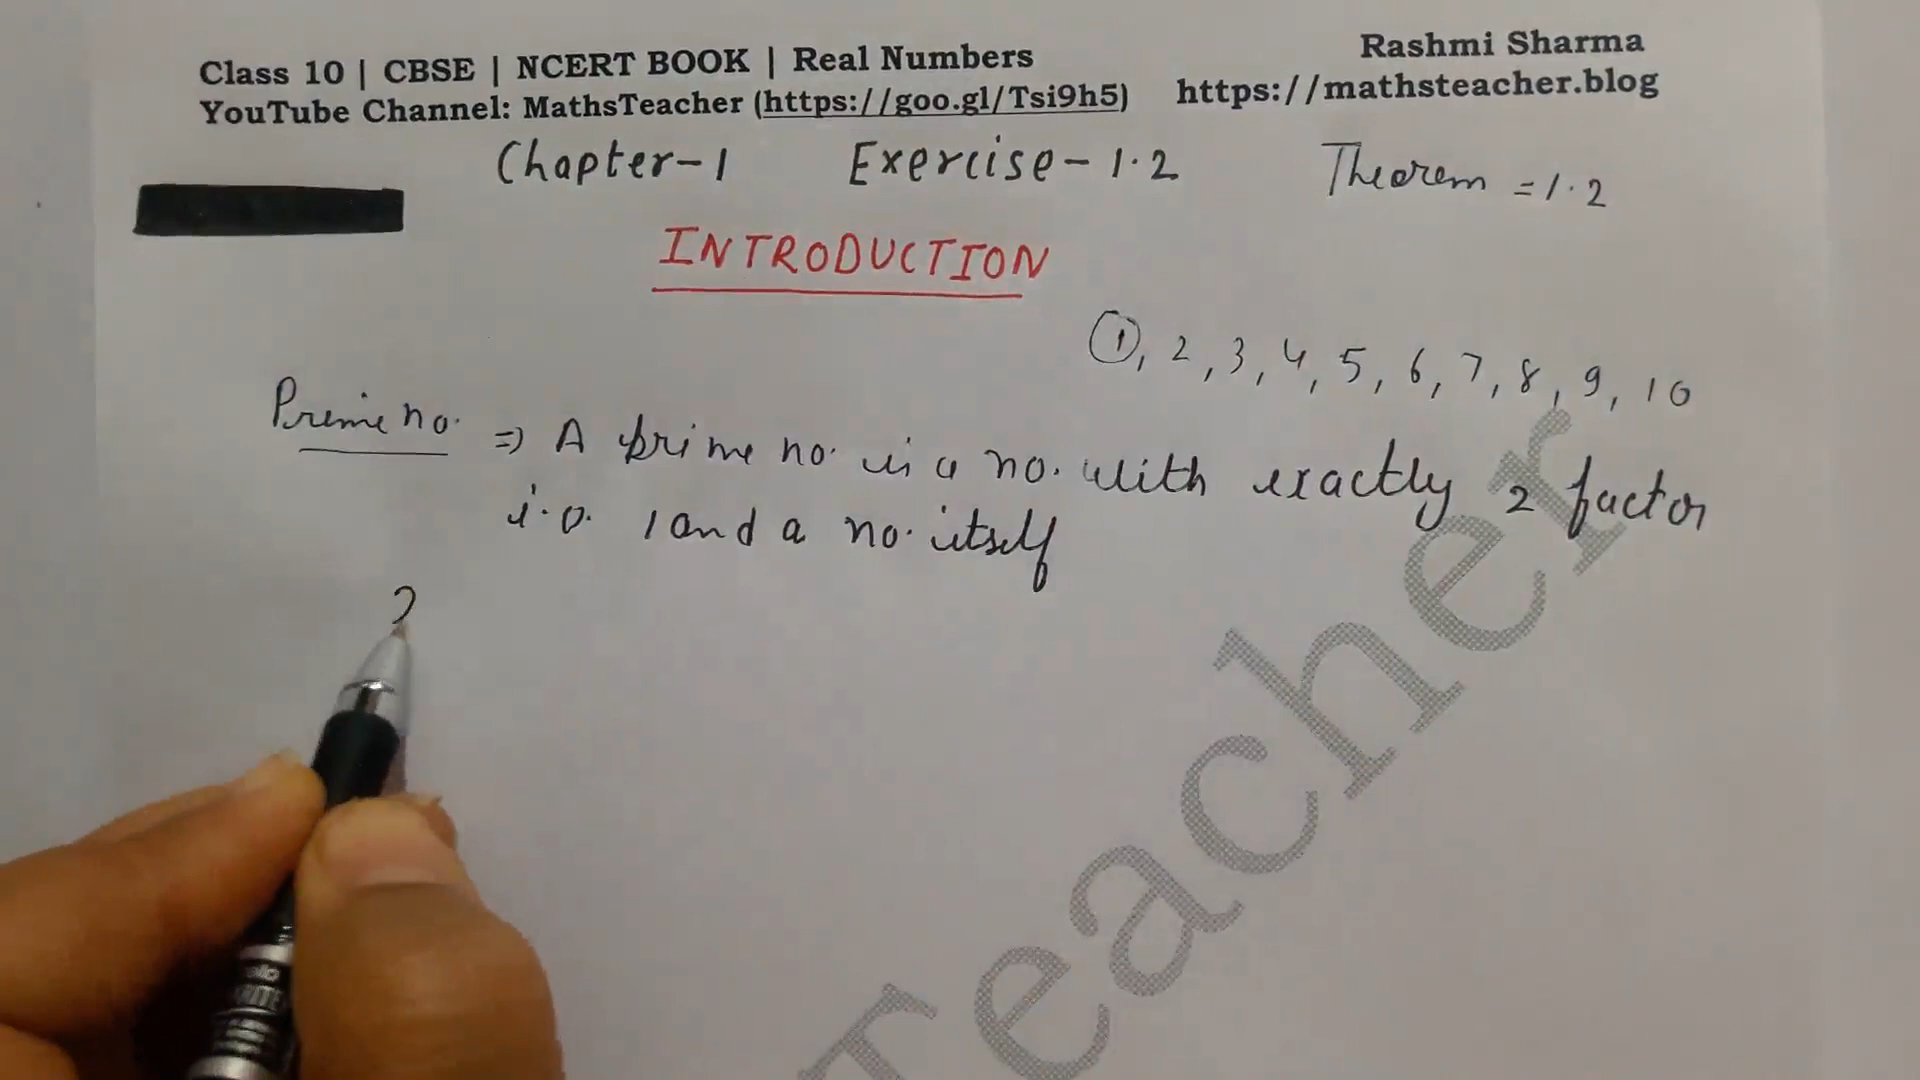 Class 10 | CBSE | NCERT BOOK | Real Numbers
Rashmi Sharma
YouTube Channel: MathsTeacher (https://goo.gl/Tsi9h5)
https://mathsteacher.blog
Chapter-1 Exercise-1.2 Theorem = 1.2
INTRODUCTION
1, 2, 3, 4, 5, 6, 7, 8, 9, 10
Prime no. => A prime no. is a no. with exactly 2 factor
i.e. 1 and a no. itself
2
Teacher